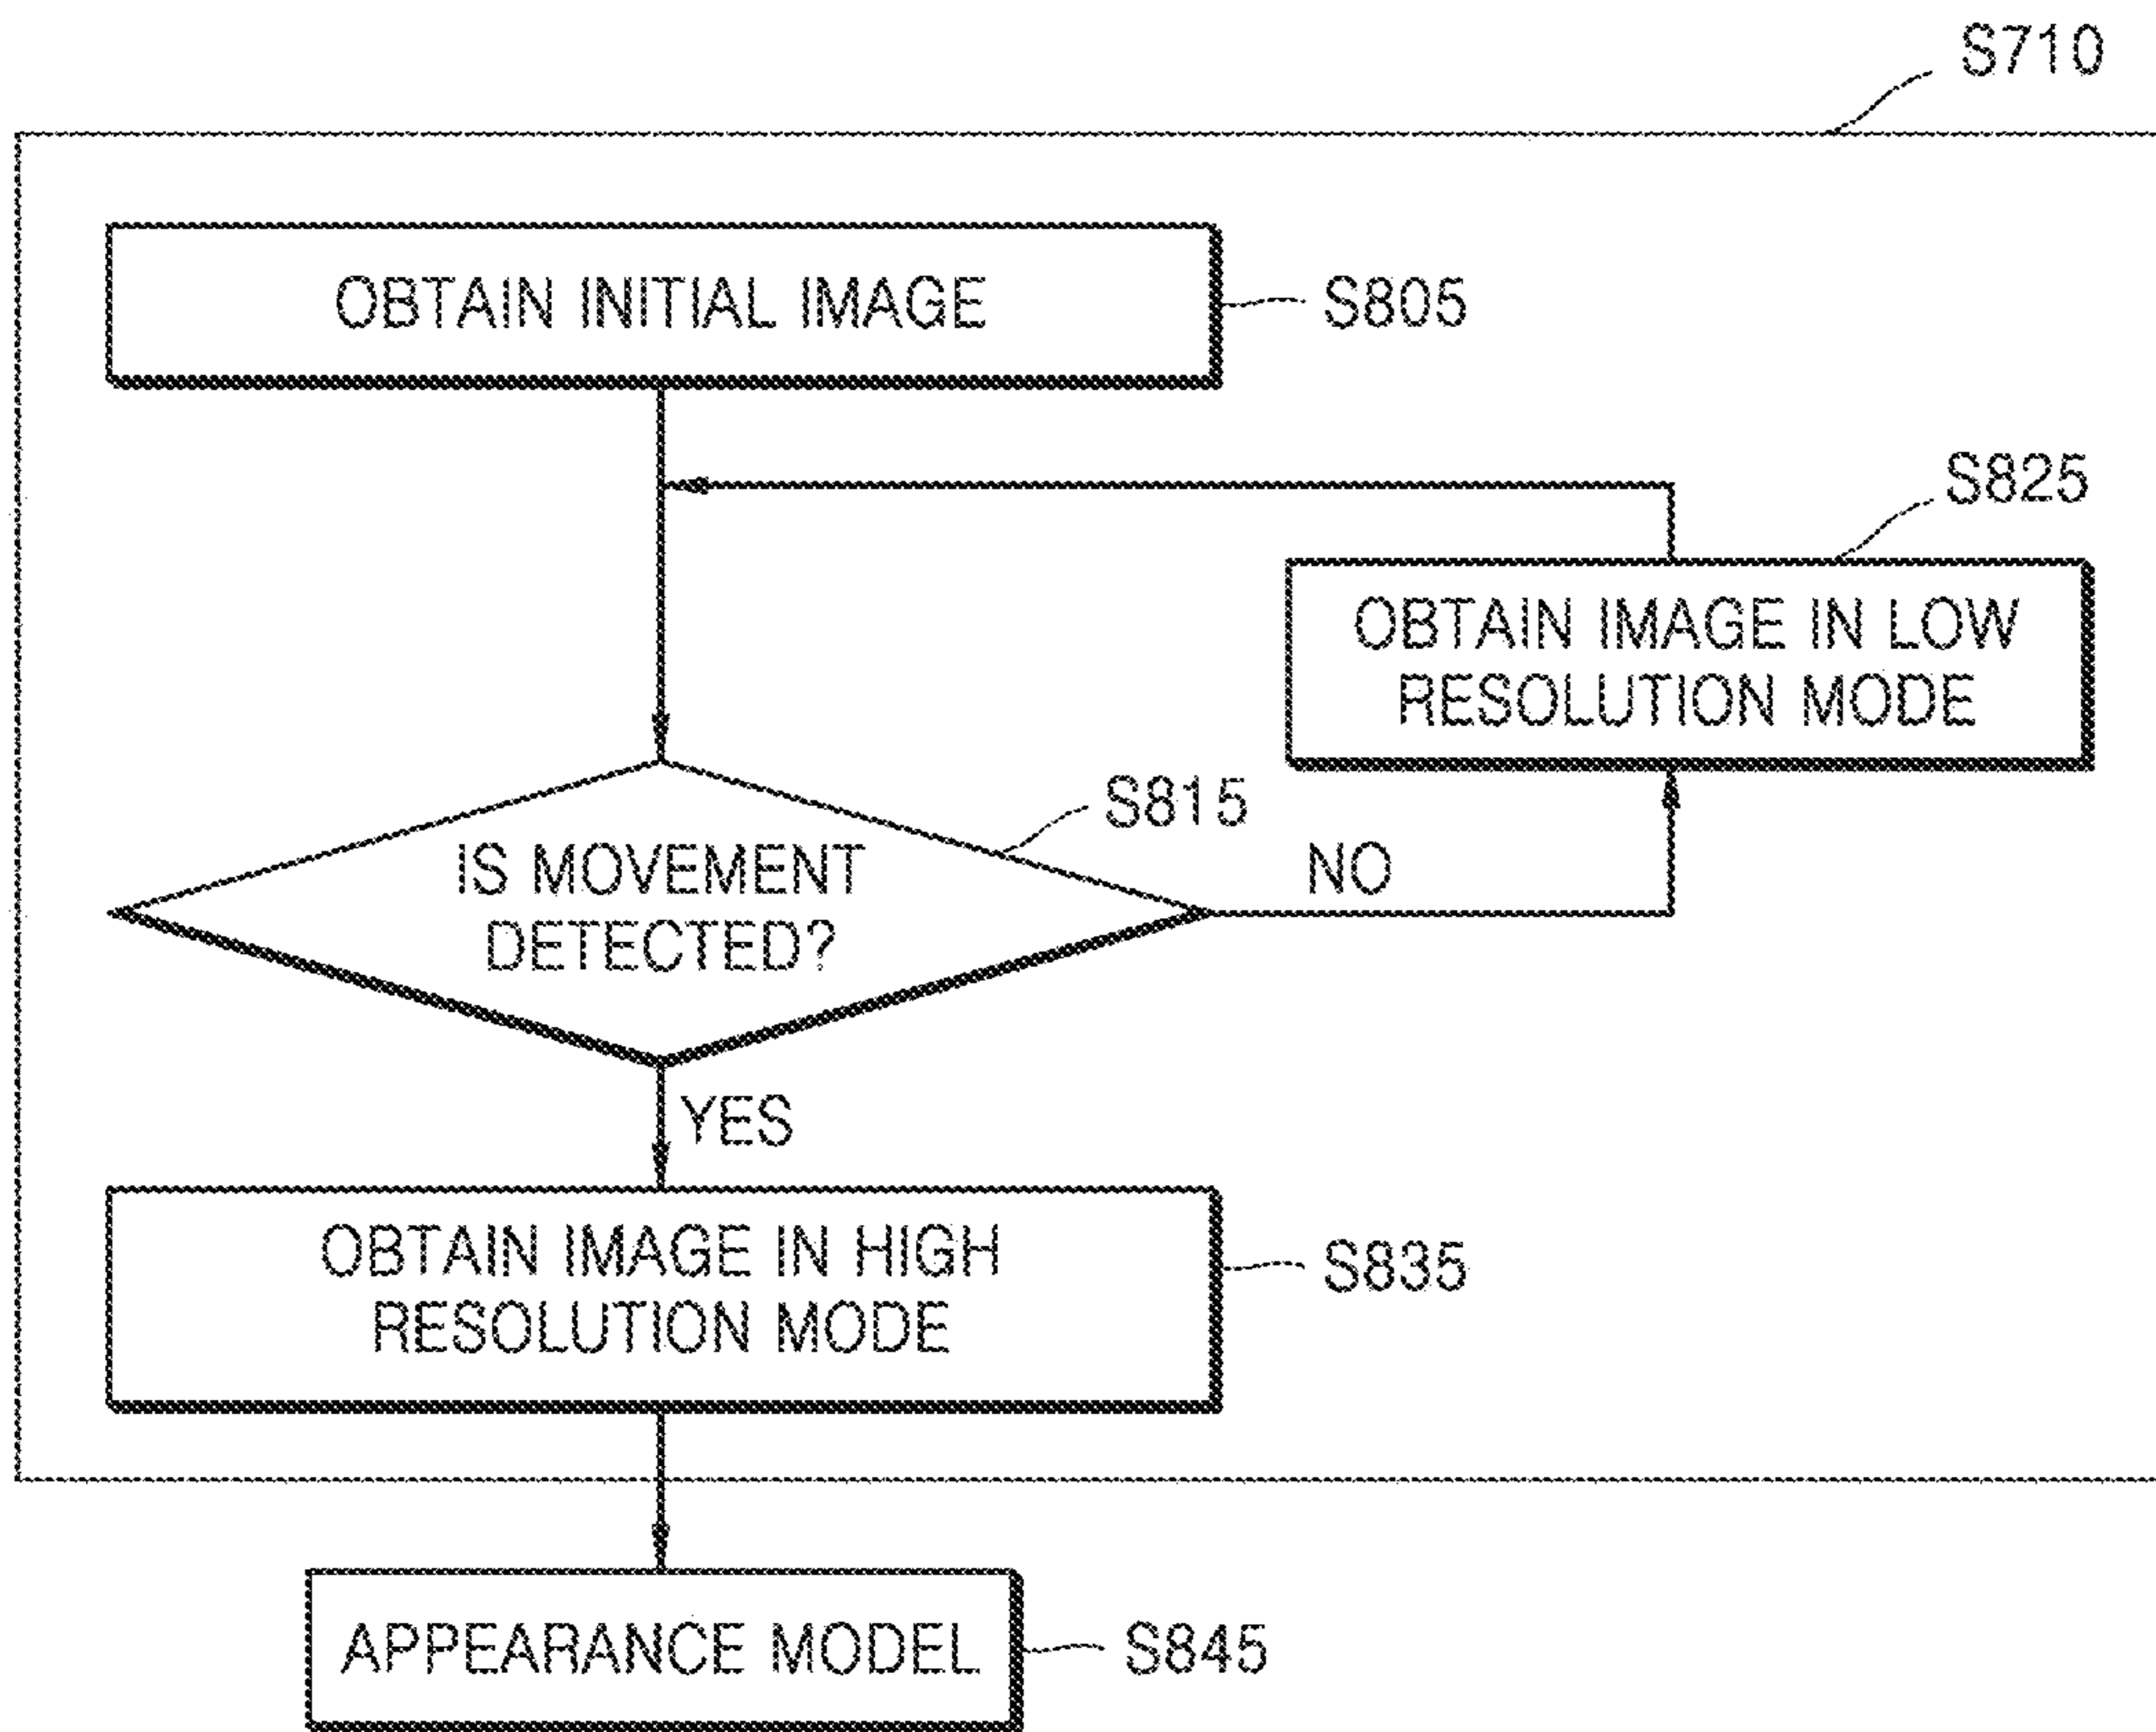 S710
OBTAIN INITIAL IMAGE
S805
S825
OBTAIN IMAGE IN LOW
RESOLUTION MODE
S815
IS MOVEMENT
DETECTED?
NO
YES
OBTAIN IMAGE IN HIGH
RESOLUTION MODE
S835
APPEARANCE MODEL
S845